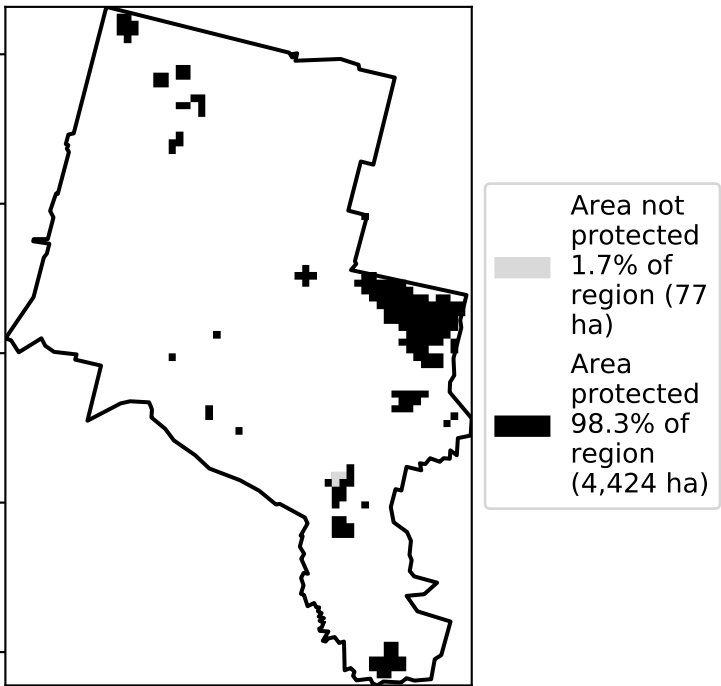 Area not
protected
1.7% of
region (77
ha)
Area
protected
98.3% of
region
(4,424 ha)